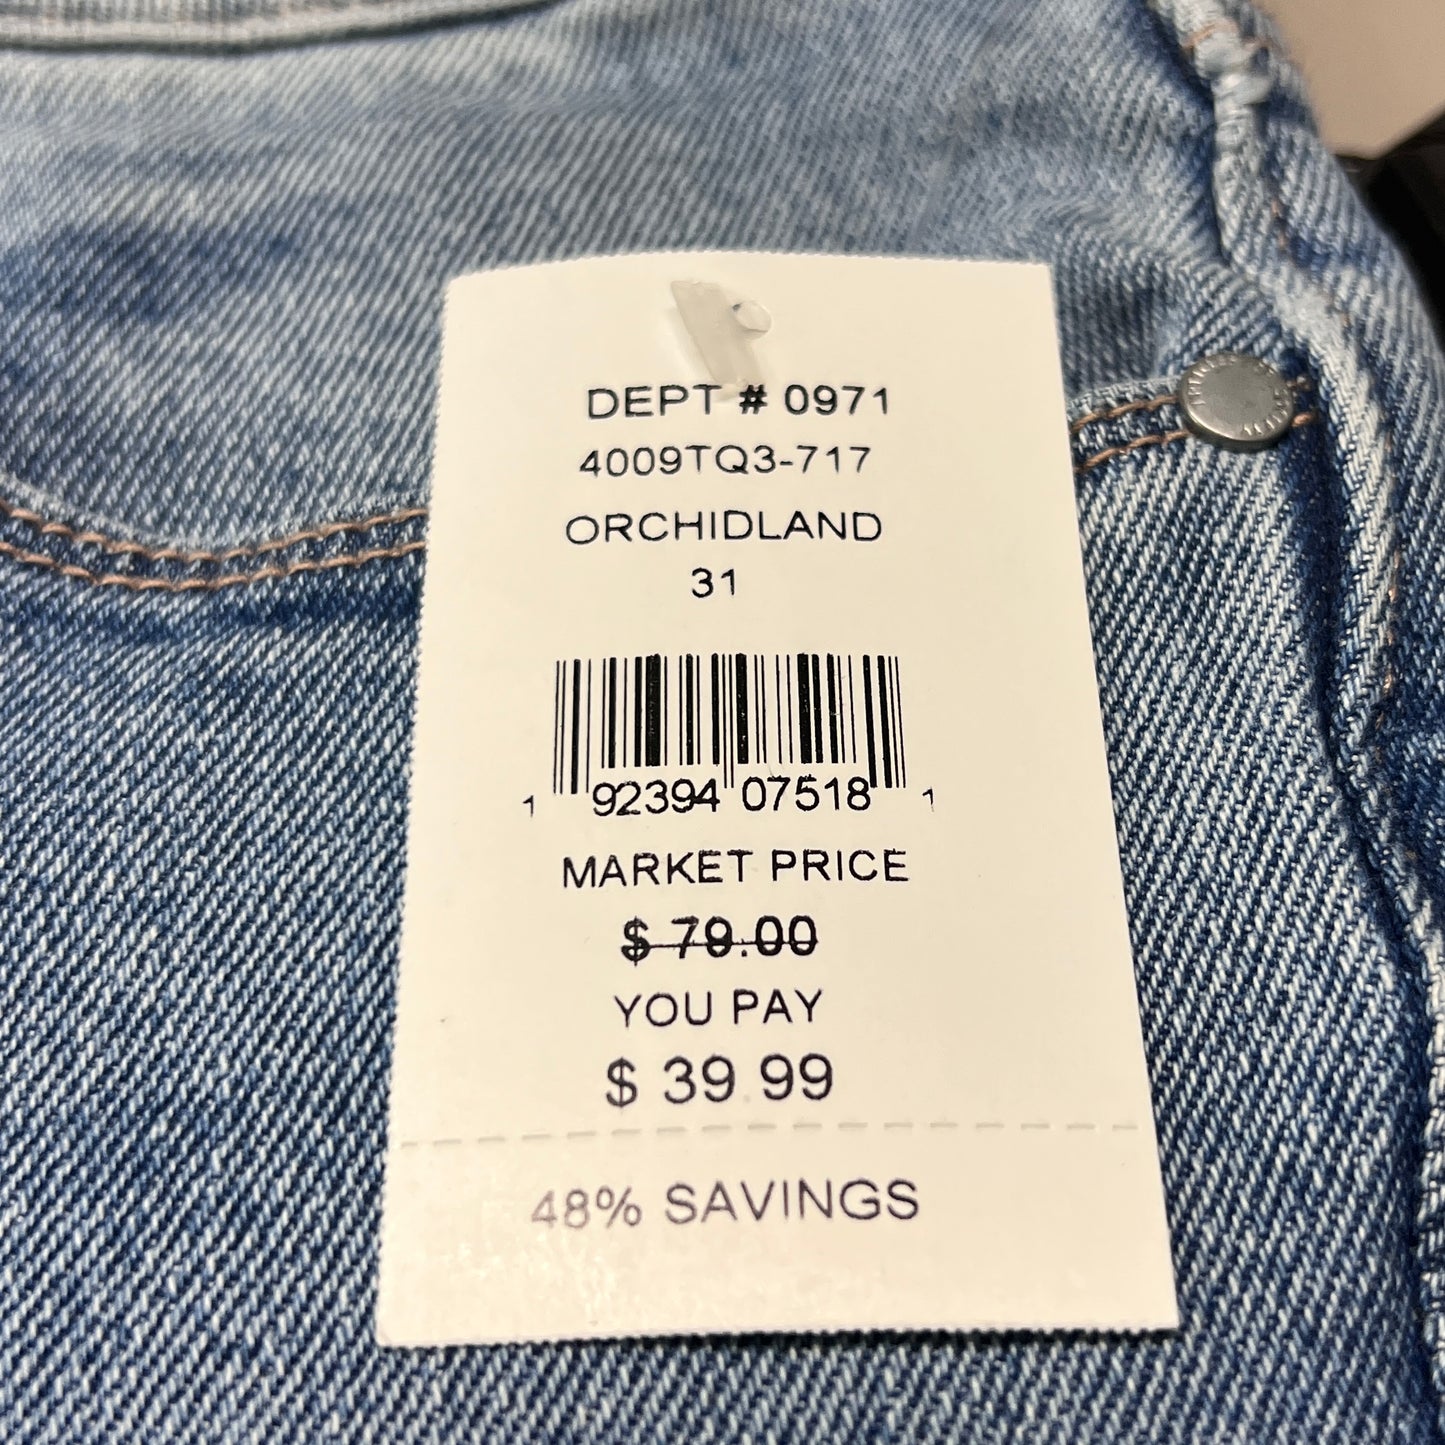 DEPT # 0971
4009TQ3-717
ORCHIDLAND
31
1 92394 07518 1
MARKET PRICE
$ 79.00
YOU PAY
$ 39.99
48% SAVINGS